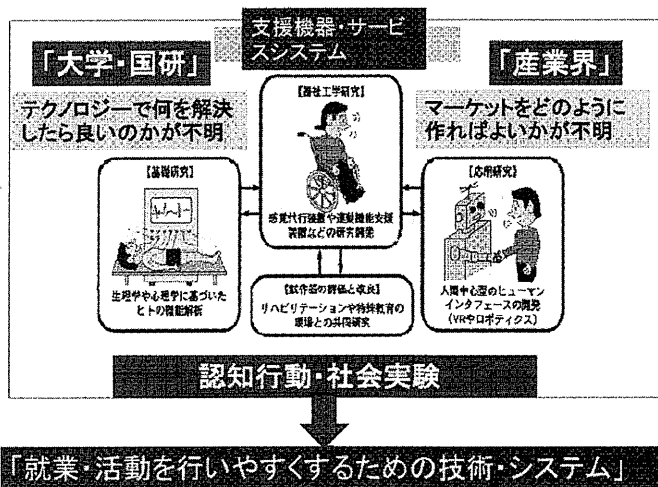 支援機器・サービ
スシステム
「大学・国研」
「産業界」
テクノロジーで何を解決
したら良いのかが不明
マーケットをどのように
作ればよいかが不明
【福祉工学研究】
感覚代行装置や運動機能支援
装置などの研究開発
【基礎研究】
生理学や心理学に基づいた
ヒトの機能解析
【応用研究】
人間中心型のヒューマン
インタフェースの開発
（VRやロボティクス）
【試作器の評価と改良】
リハビリテーションや特殊教育の
現場との共同研究
認知行動・社会実験
「就業・活動を行いやすくするための技術・システム」